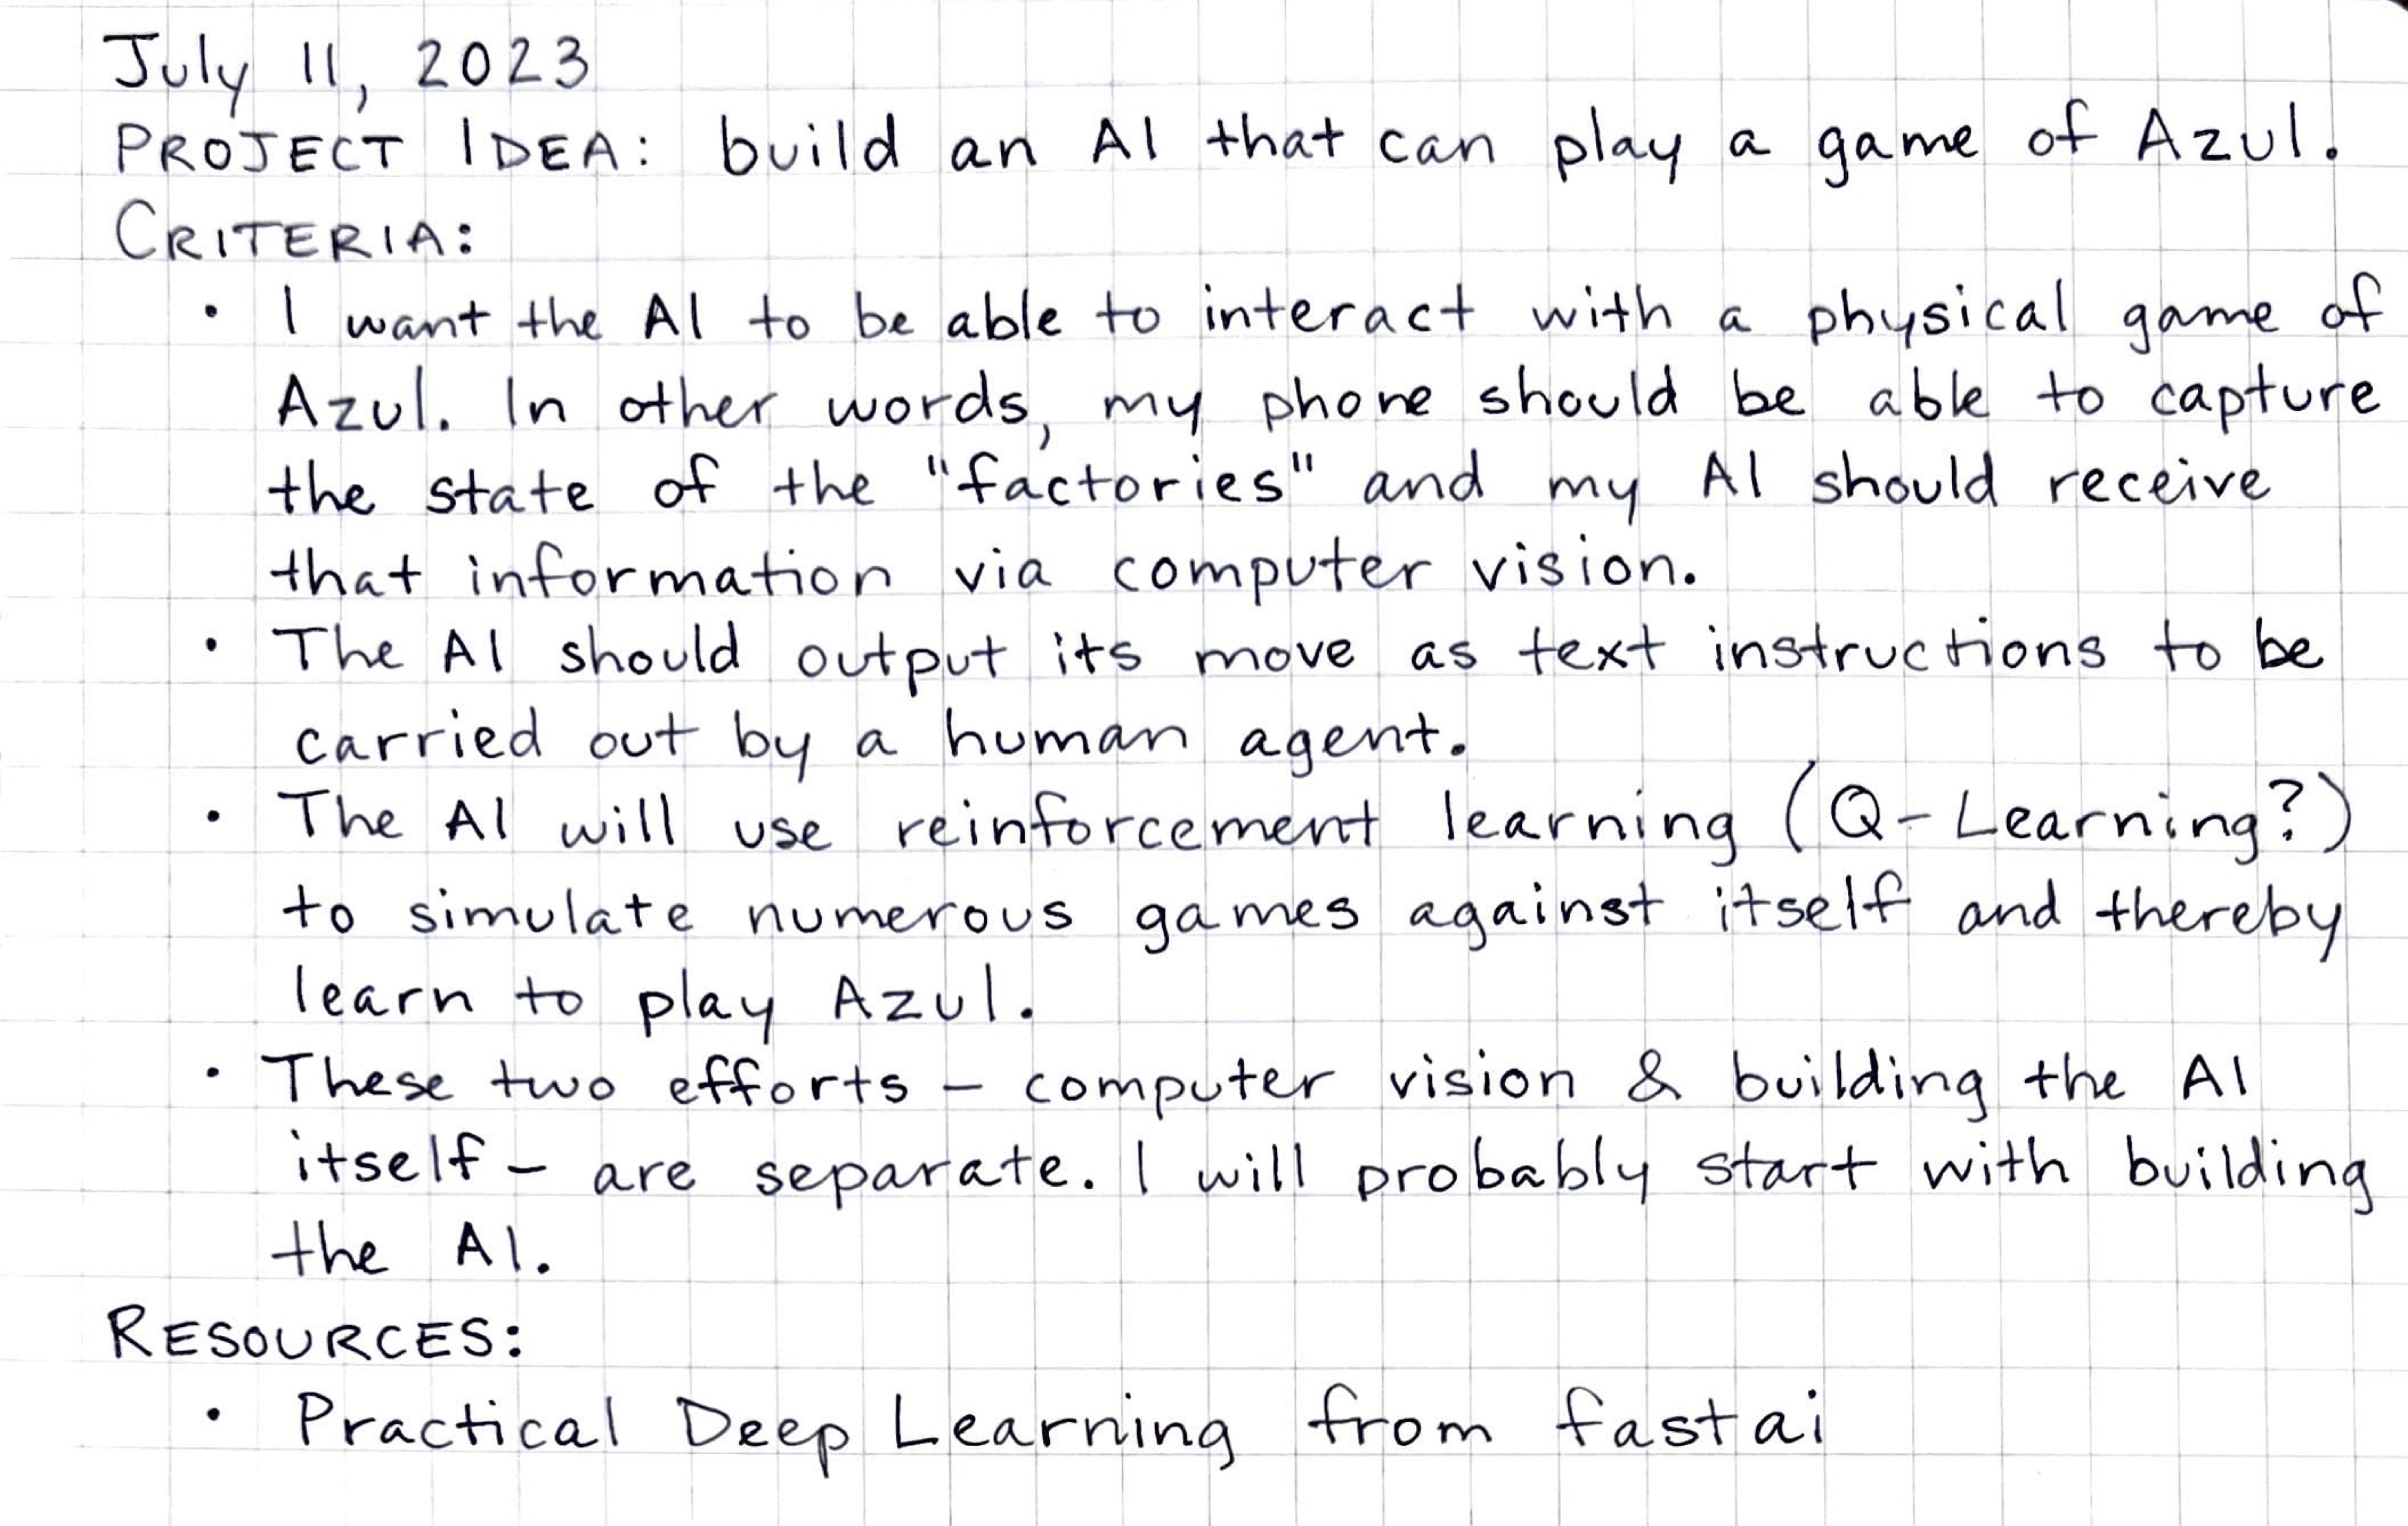 July 11, 2023
PROJECT IDEA: build an AI that can play a game of Azul.
CRITERIA:
• I want the AI to be able to interact with a physical game of
Azul. In other words, my phone should be able to capture
the state of the "factories" and my AI should receive
that information via computer vision.
• The AI should output its move as text instructions to be
carried out by a human agent.
• The AI will use reinforcement learning (Q-Learning?)
to simulate numerous games against itself and thereby
learn to play Azul.
• These two efforts - computer vision & building the AI
itself - are separate. I will probably start with building
the AI.
RESOURCES:
• Practical Deep Learning from fastai